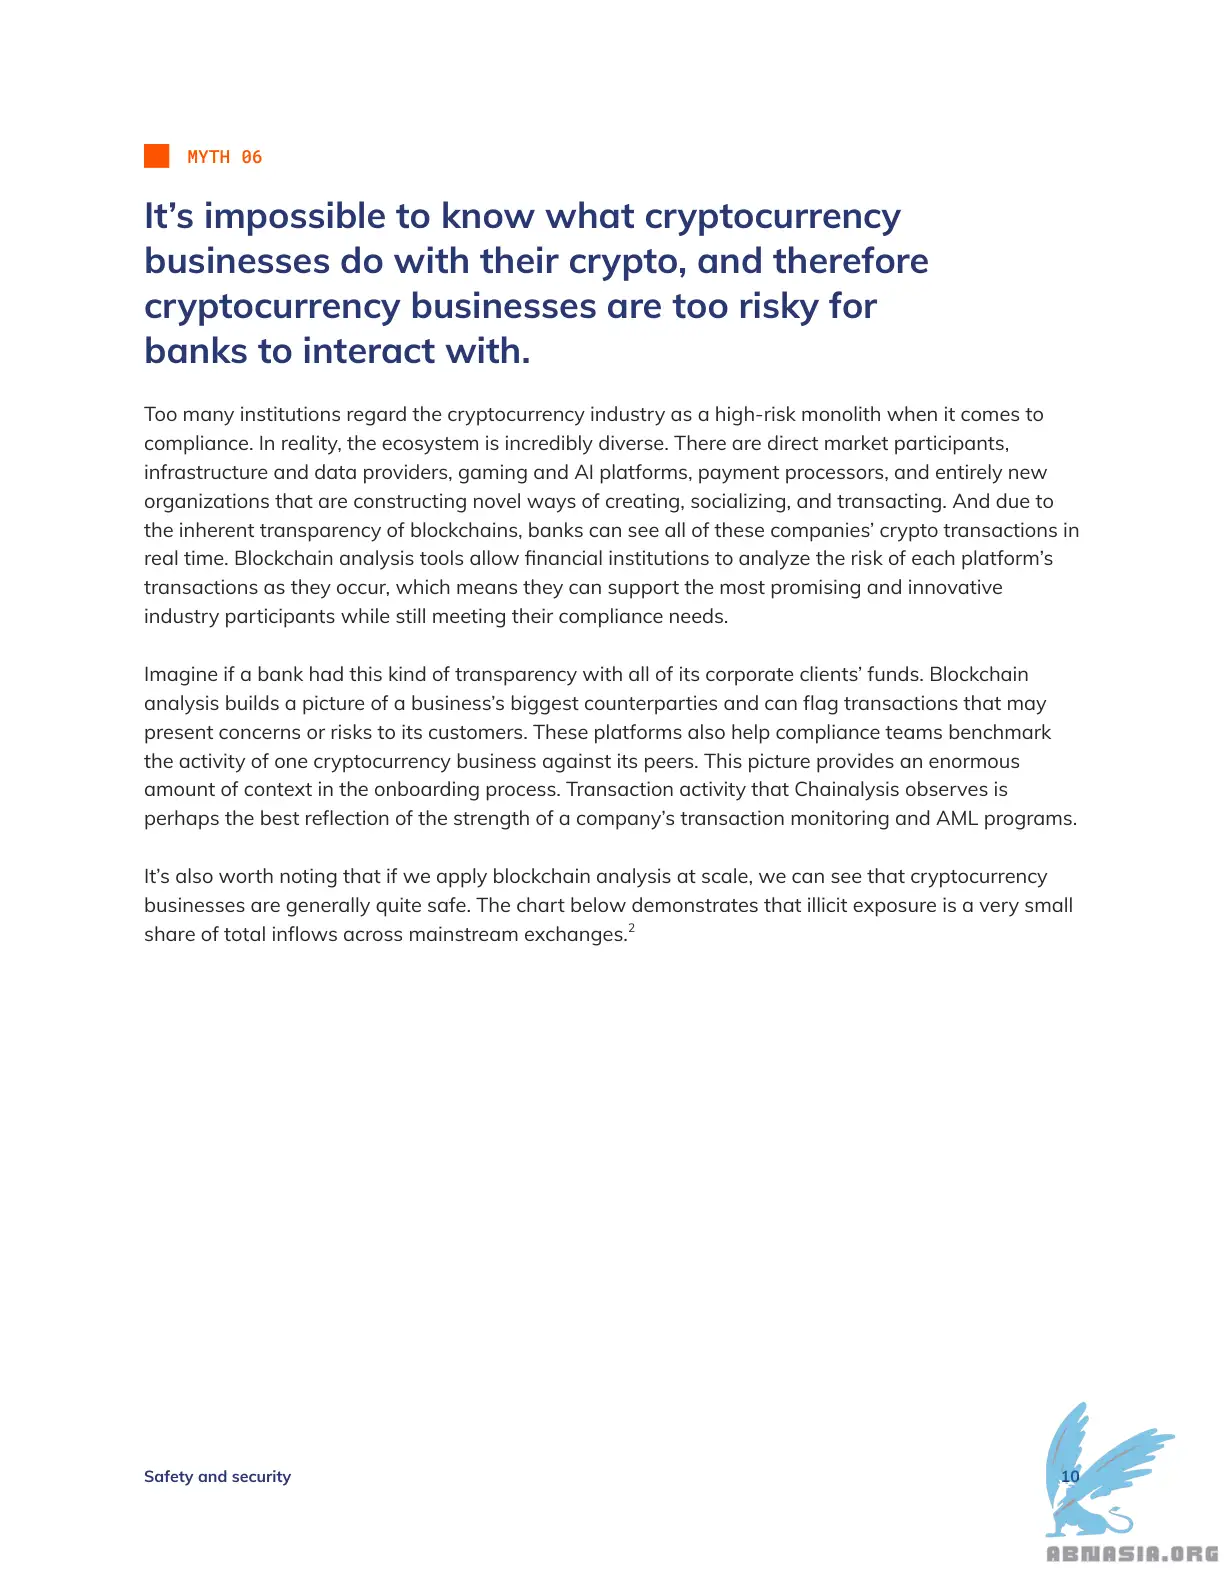 MYTH 06
It’s impossible to know what cryptocurrency
businesses do with their crypto, and therefore
cryptocurrency businesses are too risky for
banks to interact with.
Too many institutions regard the cryptocurrency industry as a high-risk monolith when it comes to
compliance. In reality, the ecosystem is incredibly diverse. There are direct market participants,
infrastructure and data providers, gaming and AI platforms, payment processors, and entirely new
organizations that are constructing novel ways of creating, socializing, and transacting. And due to
the inherent transparency of blockchains, banks can see all of these companies’ crypto transactions in
real time. Blockchain analysis tools allow financial institutions to analyze the risk of each platform’s
transactions as they occur, which means they can support the most promising and innovative
industry participants while still meeting their compliance needs.
Imagine if a bank had this kind of transparency with all of its corporate clients’ funds. Blockchain
analysis builds a picture of a business’s biggest counterparties and can flag transactions that may
present concerns or risks to its customers. These platforms also help compliance teams benchmark
the activity of one cryptocurrency business against its peers. This picture provides an enormous
amount of context in the onboarding process. Transaction activity that Chainalysis observes is
perhaps the best reflection of the strength of a company’s transaction monitoring and AML programs.
It’s also worth noting that if we apply blockchain analysis at scale, we can see that cryptocurrency
businesses are generally quite safe. The chart below demonstrates that illicit exposure is a very small
share of total inflows across mainstream exchanges.2
Safety and security
10
ABNASIA.ORG